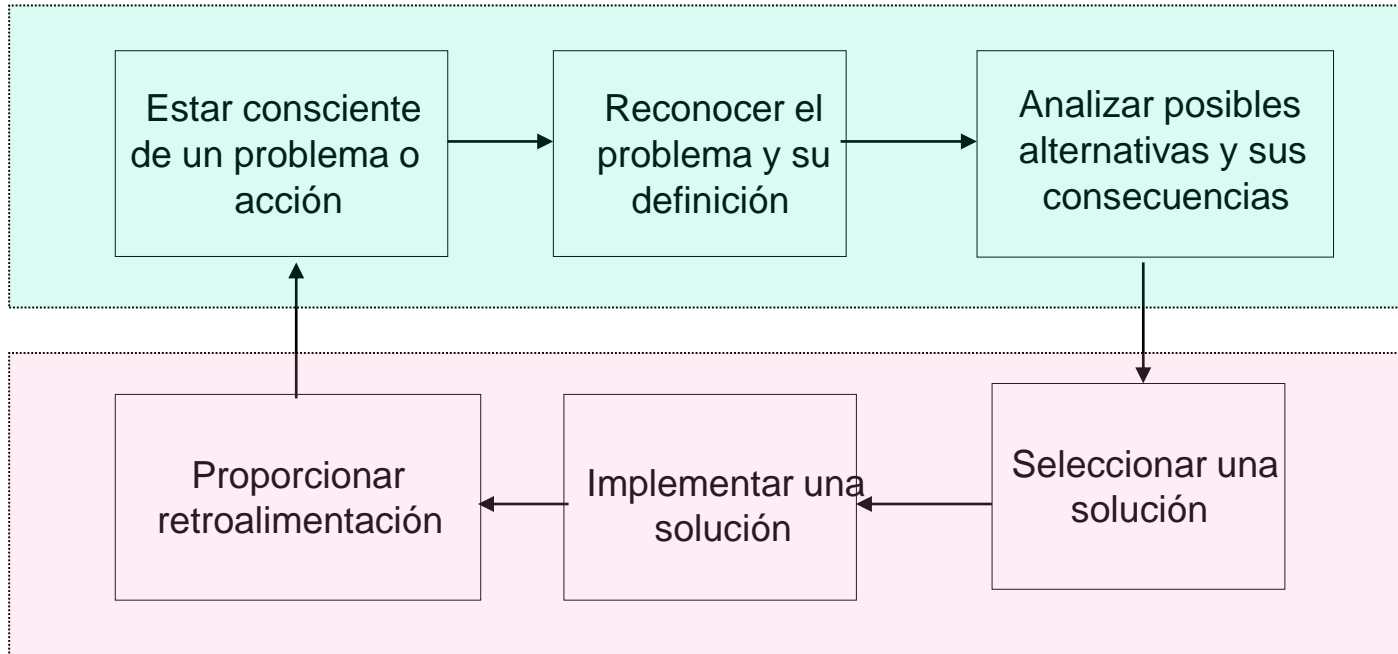 Estar consciente
de un problema o
acción
Reconocer el
problema y su
definición
Analizar posibles
alternativas y sus
consecuencias
Proporcionar
retroalimentación
Implementar una
solución
Seleccionar una
solución